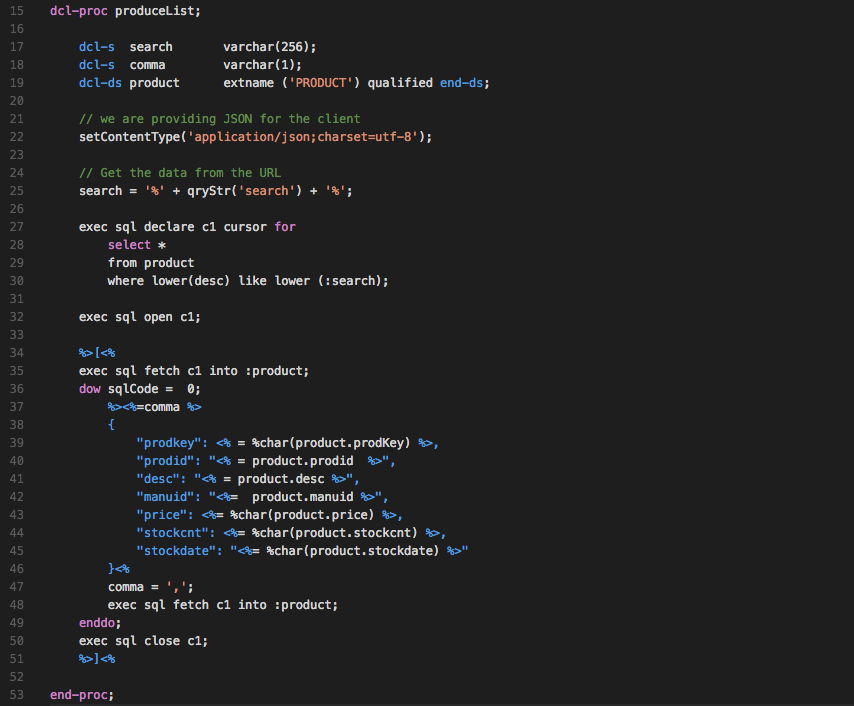 15 dcl-proc produceList;
16
17 dcl-s search varchar(256);
18 dcl-s comma varchar(1);
19 dcl-ds product extname ('PRODUCT') qualified end-ds;
20
21 // we are providing JSON for the client
22 setContentType('application/json;charset=utf-8');
23
24 // Get the data from the URL
25 search = '%' + qryStr('search') + '%';
26
27 exec sql declare c1 cursor for
28 select *
29 from product
30 where lower(desc) like lower (:search);
31
32 exec sql open c1;
33
34 %>[<%
35 exec sql fetch c1 into :product;
36 dow sqlCode =  0;
37 %><%=comma %>
38 {
39 "prodkey": <% = %char(product.prodKey) %>,
40 "prodid": "<% = product.prodid  %>",
41 "desc": "<% = product.desc %>",
42 "manuid": "<%=  product.manuid %>",
43 "price": <%= %char(product.price) %>,
44 "stockcnt": <%= %char(product.stockcnt) %>,
45 "stockdate": "<%= %char(product.stockdate) %>"
46 }<%
47 comma = ',';
48 exec sql fetch c1 into :product;
49 enddo;
50 exec sql close c1;
51 %>]<%
52
53 end-proc;